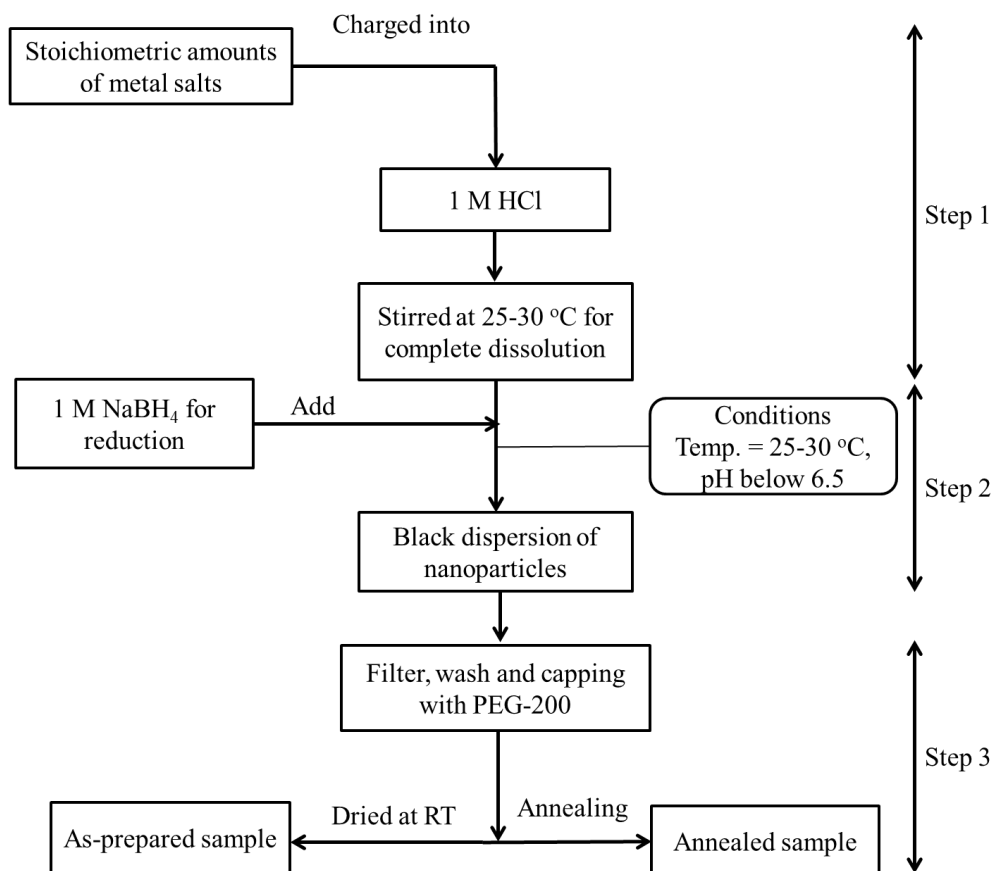 Charged into
Stoichiometric amounts
of metal salts
1 M HCl
Step 1
Stirred at 25-30 °C for
complete dissolution
1 M NaBH₄ for
reduction
Add
Conditions
Temp. = 25-30 °C,
pH below 6.5
Step 2
Black dispersion of
nanoparticles
Filter, wash and capping
with PEG-200
Step 3
Dried at RT
Annealing
As-prepared sample
Annealed sample